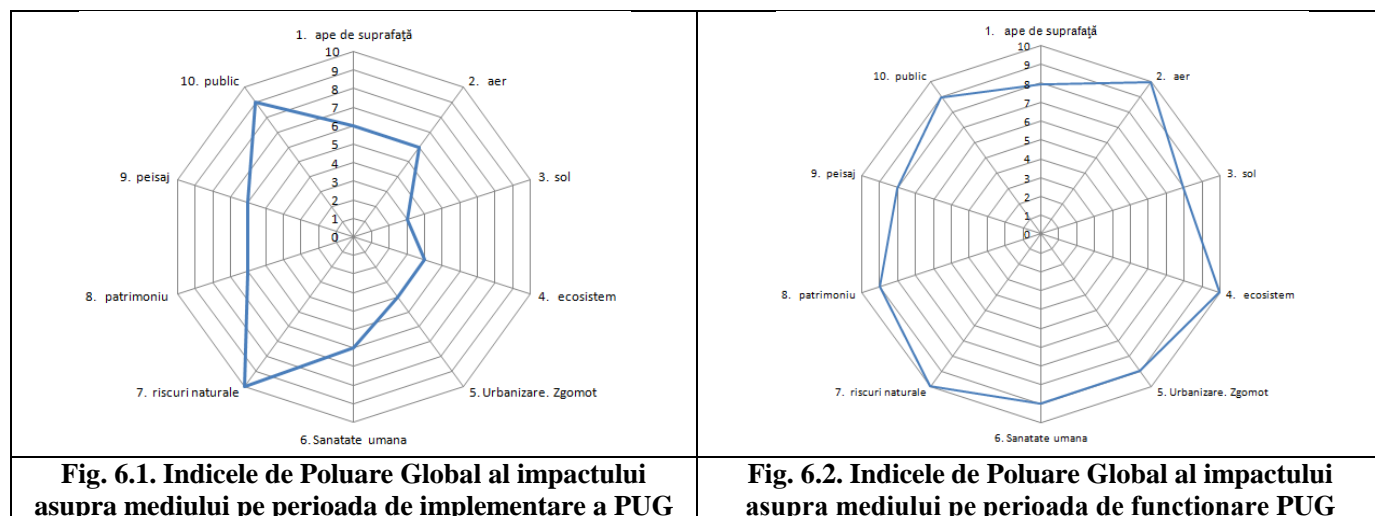 1. ape de suprafaţă
10
9
8
7
6
5
4
3
2
1
0
2. aer
3. sol
4. ecosistem
5. Urbanizare. Zgomot
6. Sanatate umana
7. riscuri naturale
8. patrimoniu
9. peisaj
10. public
Fig. 6.1. Indicele de Poluare Global al impactului
asupra mediului pe perioada de implementare a PUG
1. ape de suprafaţă
10
9
8
7
6
5
4
3
2
1
0
2. aer
3. sol
4. ecosistem
5. Urbanizare. Zgomot
6. Sanatate umana
7. riscuri naturale
8. patrimoniu
9. peisaj
10. public
Fig. 6.2. Indicele de Poluare Global al impactului
asupra mediului pe perioada de funcționare PUG